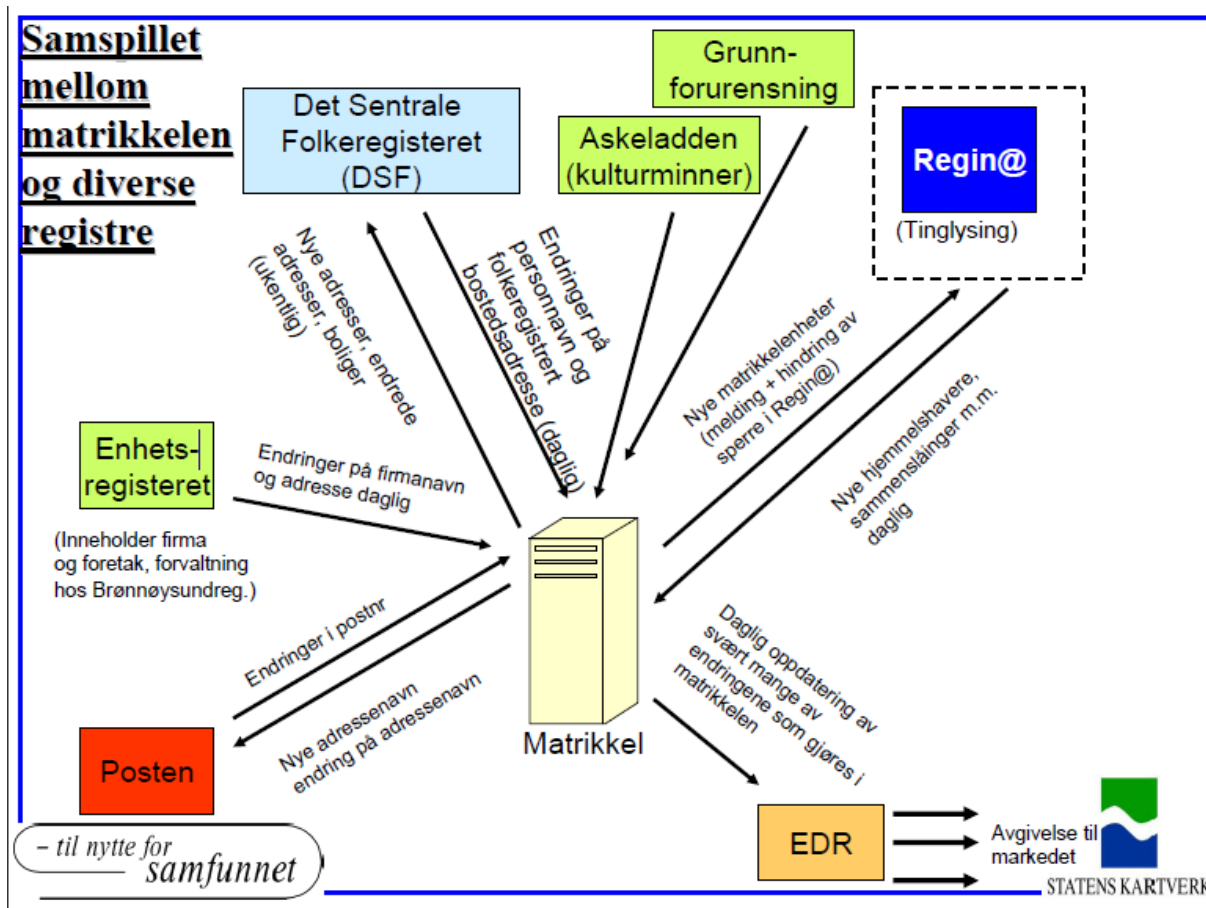 Samspillet
mellom
matrikkelen
og diverse
registre
Det Sentrale
Folkeregisteret
(DSF)
Grunn-
forurensning
Askeladden
(kulturminner)
Regin@
(Tinglysing)
Nye adresser, endrede
adresser, boliger
(ukentlig)
Endringer på
personnavn og
folkeregistrert
bostedsadresse (daglig)
Nye matrikkelenheter
(melding + hindring av
sperre i Regin@)
Nye hjemmelshavere,
sammenslåinger m.m.
daglig
Enhets-
registeret
(Inneholder firma
og foretak, forvaltning
hos Brønnøysundreg.)
Endringer på firmanavn
og adresse daglig
Endringer i postnr
Nye adressenavn
endring på adressenavn
Posten
Matrikkel
Daglig oppdatering av
svært mange av
endringene som gjøres i
matrikkelen
EDR
Avgivelse til
markedet
– til nytte for
samfunnet
STATENS KARTVERK